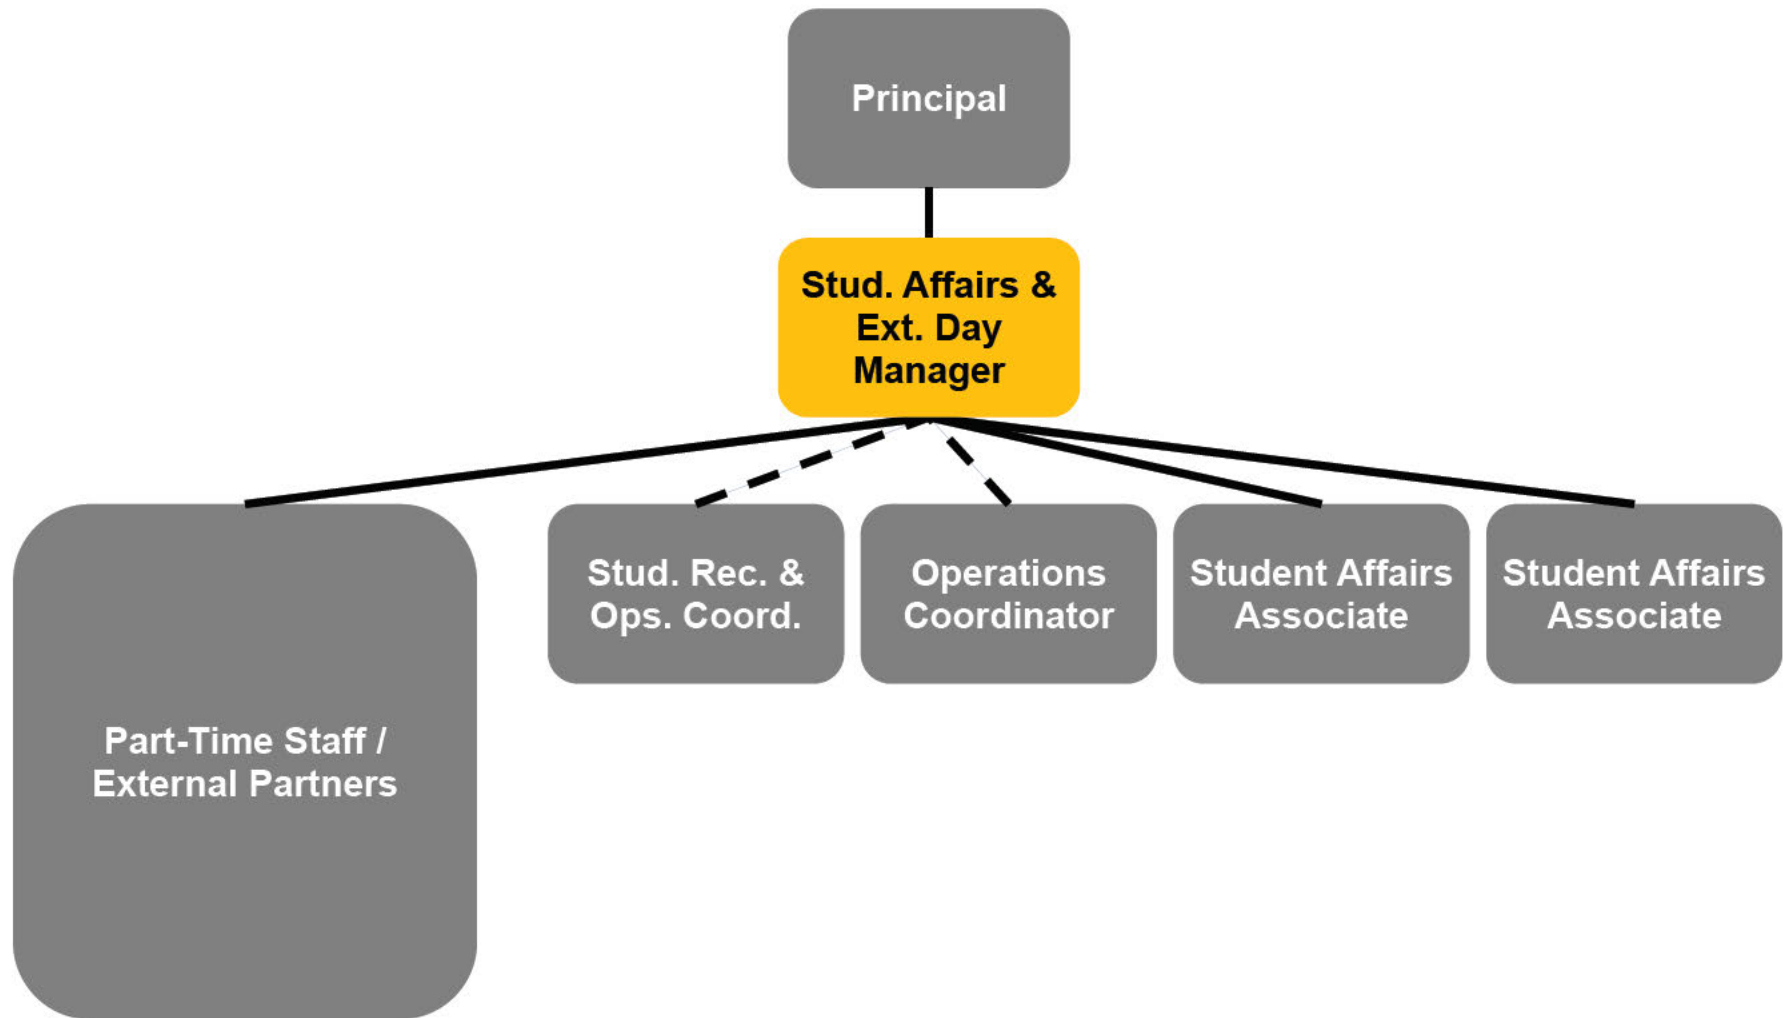 Principal
Stud. Affairs &
Ext. Day
Manager
Stud. Rec. &
Ops. Coord.
Operations
Coordinator
Student Affairs
Associate
Student Affairs
Associate
Part-Time Staff /
External Partners